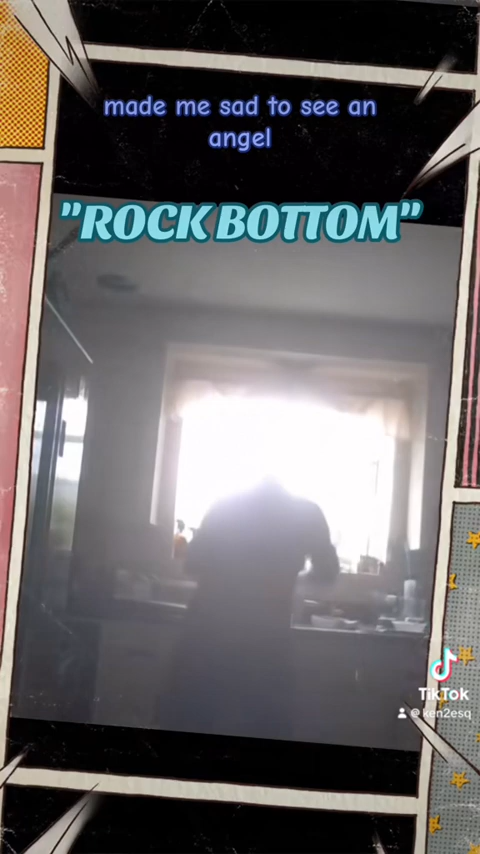 made me sad to see an
angel
"ROCK BOTTOM"
TikTok
@ken2esq